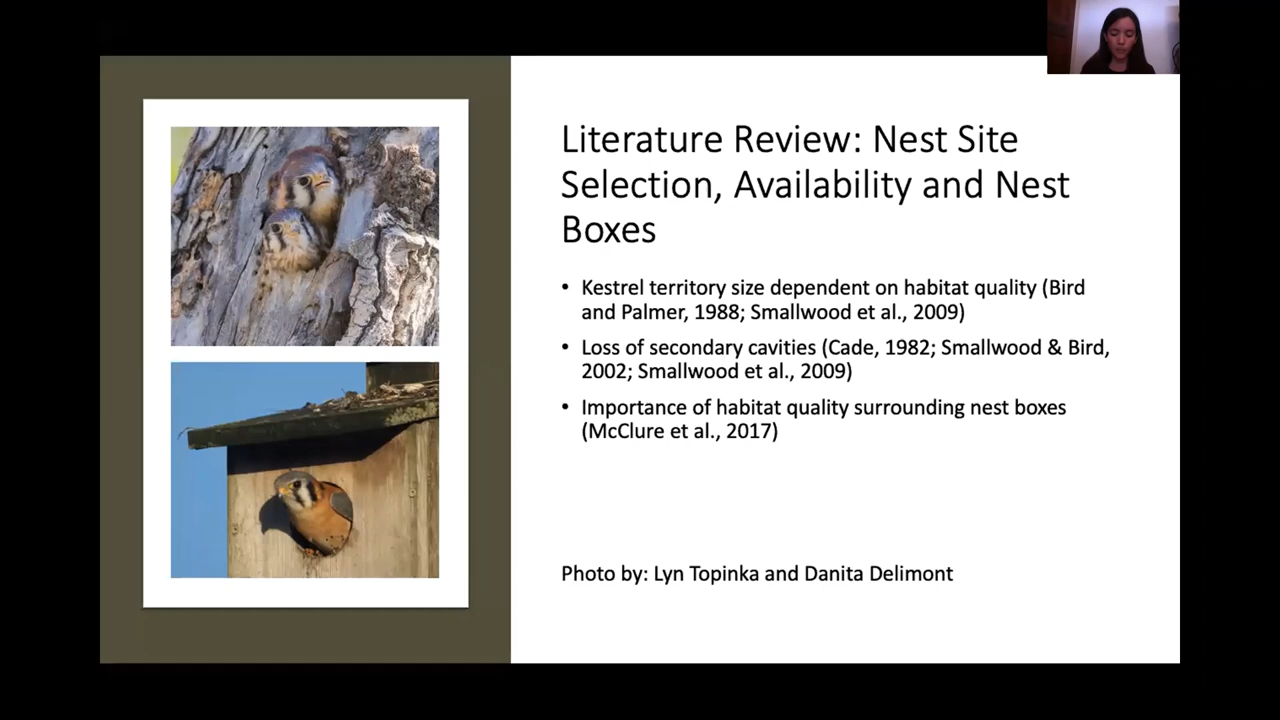 Literature Review: Nest Site
Selection, Availability and Nest
Boxes
• Kestrel territory size dependent on habitat quality (Bird
and Palmer, 1988; Smallwood et al., 2009)
• Loss of secondary cavities (Cade, 1982; Smallwood & Bird,
2002; Smallwood et al., 2009)
• Importance of habitat quality surrounding nest boxes
(McClure et al., 2017)
Photo by: Lyn Topinka and Danita Delimont